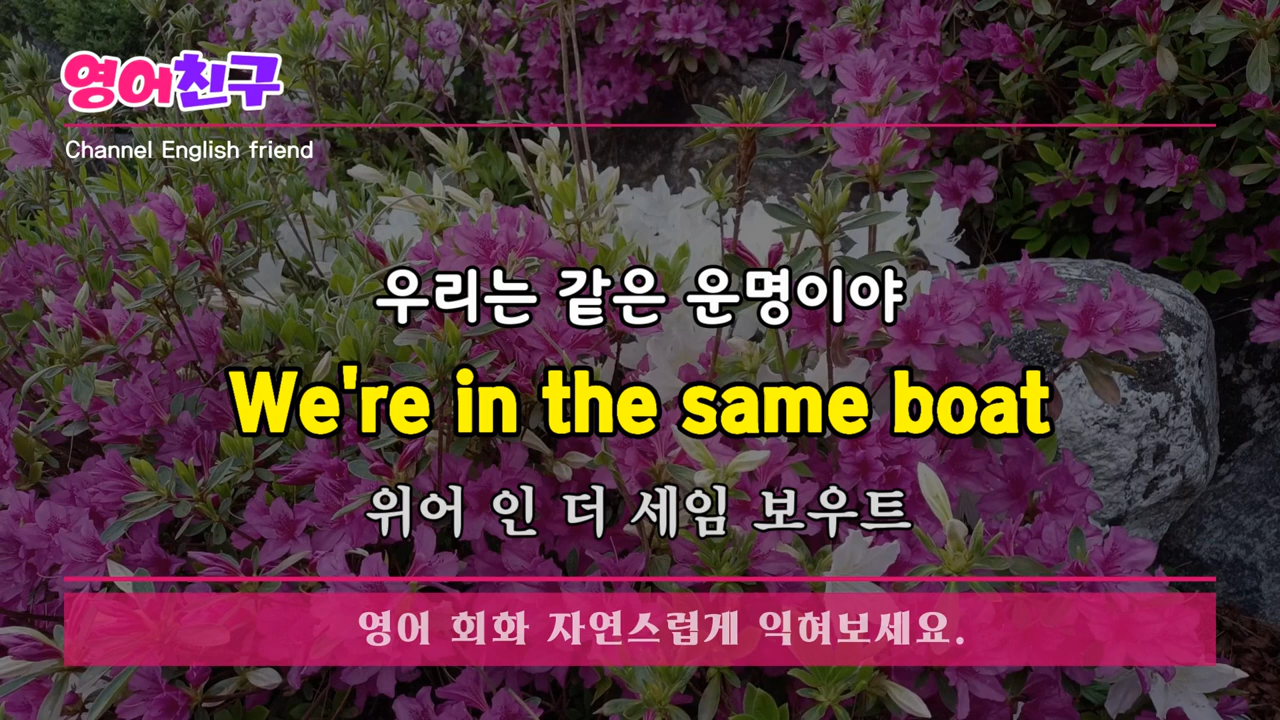 영어친구
Channel English friend
우리는 같은 운명이야
We're in the same boat
위어 인 더 세임 보우트
영어 회화 자연스럽게 익혀보세요.